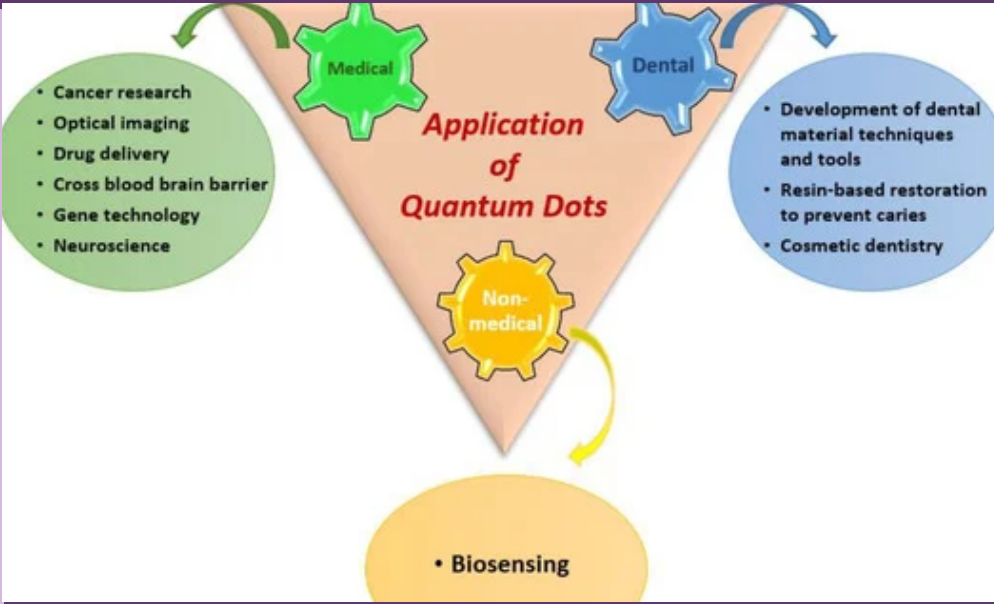 Medical
Dental
Application
of
Quantum Dots
Non-
medical
• Cancer research
• Optical imaging
• Drug delivery
• Cross blood brain barrier
• Gene technology
• Neuroscience
• Development of dental
material techniques
and tools
• Resin-based restoration
to prevent caries
• Cosmetic dentistry
• Biosensing